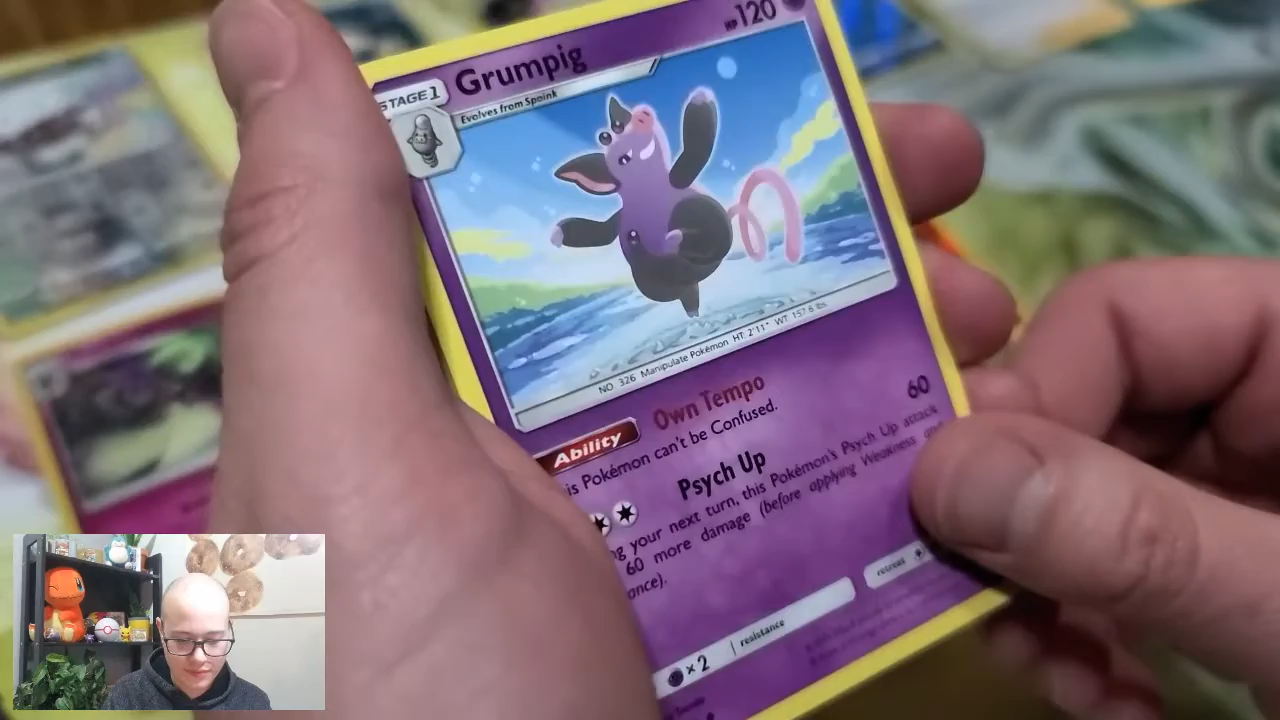 Grumpig
HP120
STAGE1
Evolves from Spoink
NO 326 Manipulate Pokémon HT: 2'11" WT: 157.6 lbs
Ability
Own Tempo
is Pokémon can't be Confused.
Psych Up
60
g your next turn, this Pokémon's Psych Up attack
60 more damage (before applying Weakness and
ance).
×2
resistance
retreat